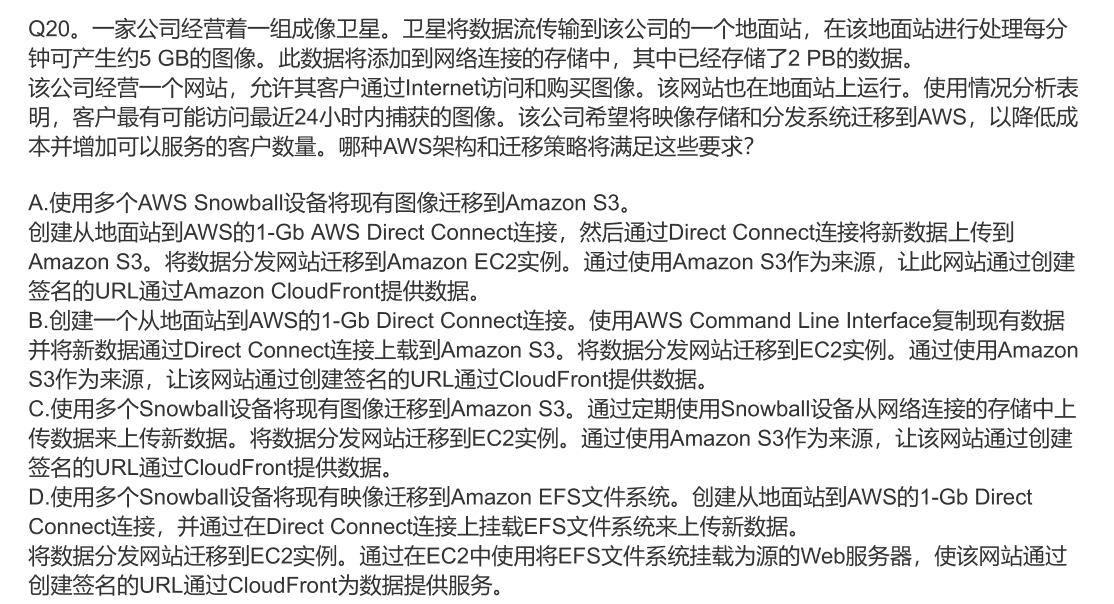 Q20。一家公司经营着一组成像卫星。卫星将数据流传输到该公司的一个地面站，在该地面站进行处理每分
钟可产生约5 GB的图像。此数据将添加到网络连接的存储中，其中已经存储了2 PB的数据。
该公司经营一个网站，允许其客户通过Internet访问和购买图像。该网站也在地面站上运行。使用情况分析表
明，客户最有可能访问最近24小时内捕获的图像。该公司希望将映像存储和分发系统迁移到AWS，以降低成
本并增加可以服务的客户数量。哪种AWS架构和迁移策略将满足这些要求？
A.使用多个AWS Snowball设备将现有图像迁移到Amazon S3。
创建从地面站到AWS的1-Gb AWS Direct Connect连接，然后通过Direct Connect连接将新数据上传到
Amazon S3。将数据分发网站迁移到Amazon EC2实例。通过使用Amazon S3作为来源，让此网站通过创建
签名的URL通过Amazon CloudFront提供数据。
B.创建一个从地面站到AWS的1-Gb Direct Connect连接。使用AWS Command Line Interface复制现有数据
并将新数据通过Direct Connect连接上载到Amazon S3。将数据分发网站迁移到EC2实例。通过使用Amazon
S3作为来源，让该网站通过创建签名的URL通过CloudFront提供数据。
C.使用多个Snowball设备将现有图像迁移到Amazon S3。通过定期使用Snowball设备从网络连接的存储中上
传数据来上传新数据。将数据分发网站迁移到EC2实例。通过使用Amazon S3作为来源，让该网站通过创建
签名的URL通过CloudFront提供数据。
D.使用多个Snowball设备将现有映像迁移到Amazon EFS文件系统。创建从地面站到AWS的1-Gb Direct
Connect连接，并通过在Direct Connect连接上挂载EFS文件系统来上传新数据。
将数据分发网站迁移到EC2实例。通过在EC2中使用将EFS文件系统挂载为源的Web服务器，使该网站通过
创建签名的URL通过CloudFront为数据提供服务。